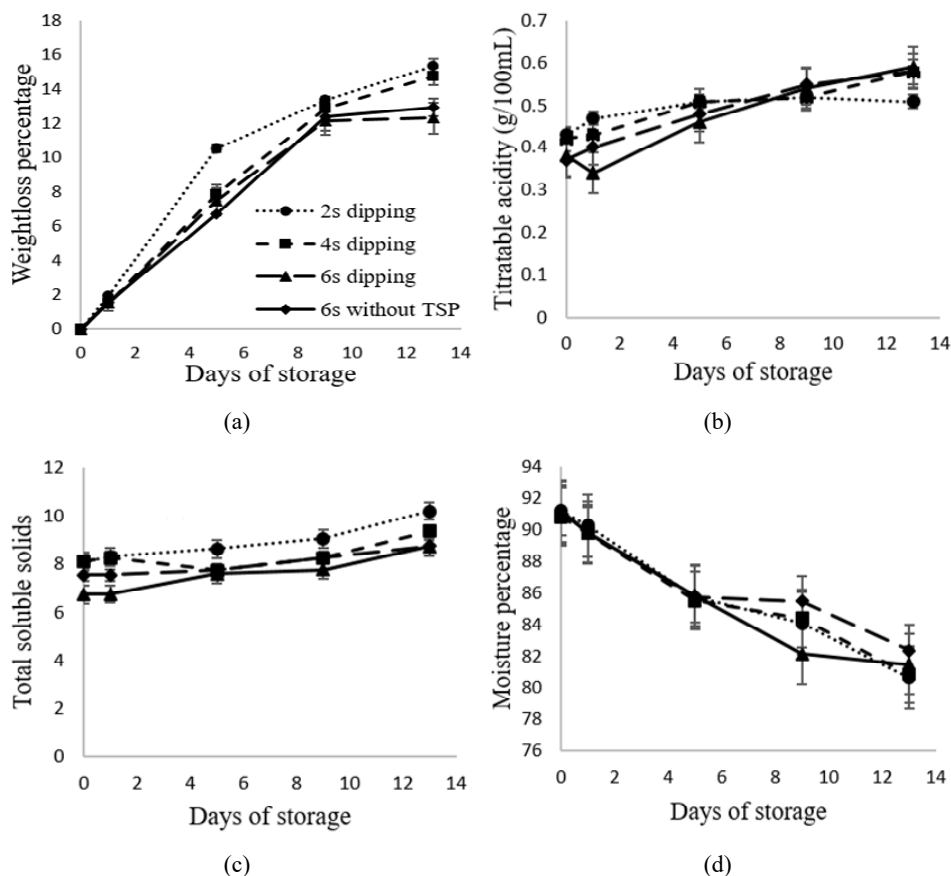 Weightloss percentage
18
16
14
12
10
8
6
4
2
0
2s dipping
4s dipping
6s dipping
6s without TSP
0 2 4 6 8 10 12 14
Days of storage
(a)
Titratable acidity (g/100mL)
0.7
0.6
0.5
0.4
0.3
0.2
0.1
0
0 2 4 6 8 10 12 14
Days of storage
(b)
Total soluble solids
12
10
8
6
4
2
0
0 2 4 6 8 10 12 14
Days of storage
(c)
Moisture percentage
94
92
90
88
86
84
82
80
78
76
0 2 4 6 8 10 12 14
Days of storage
(d)